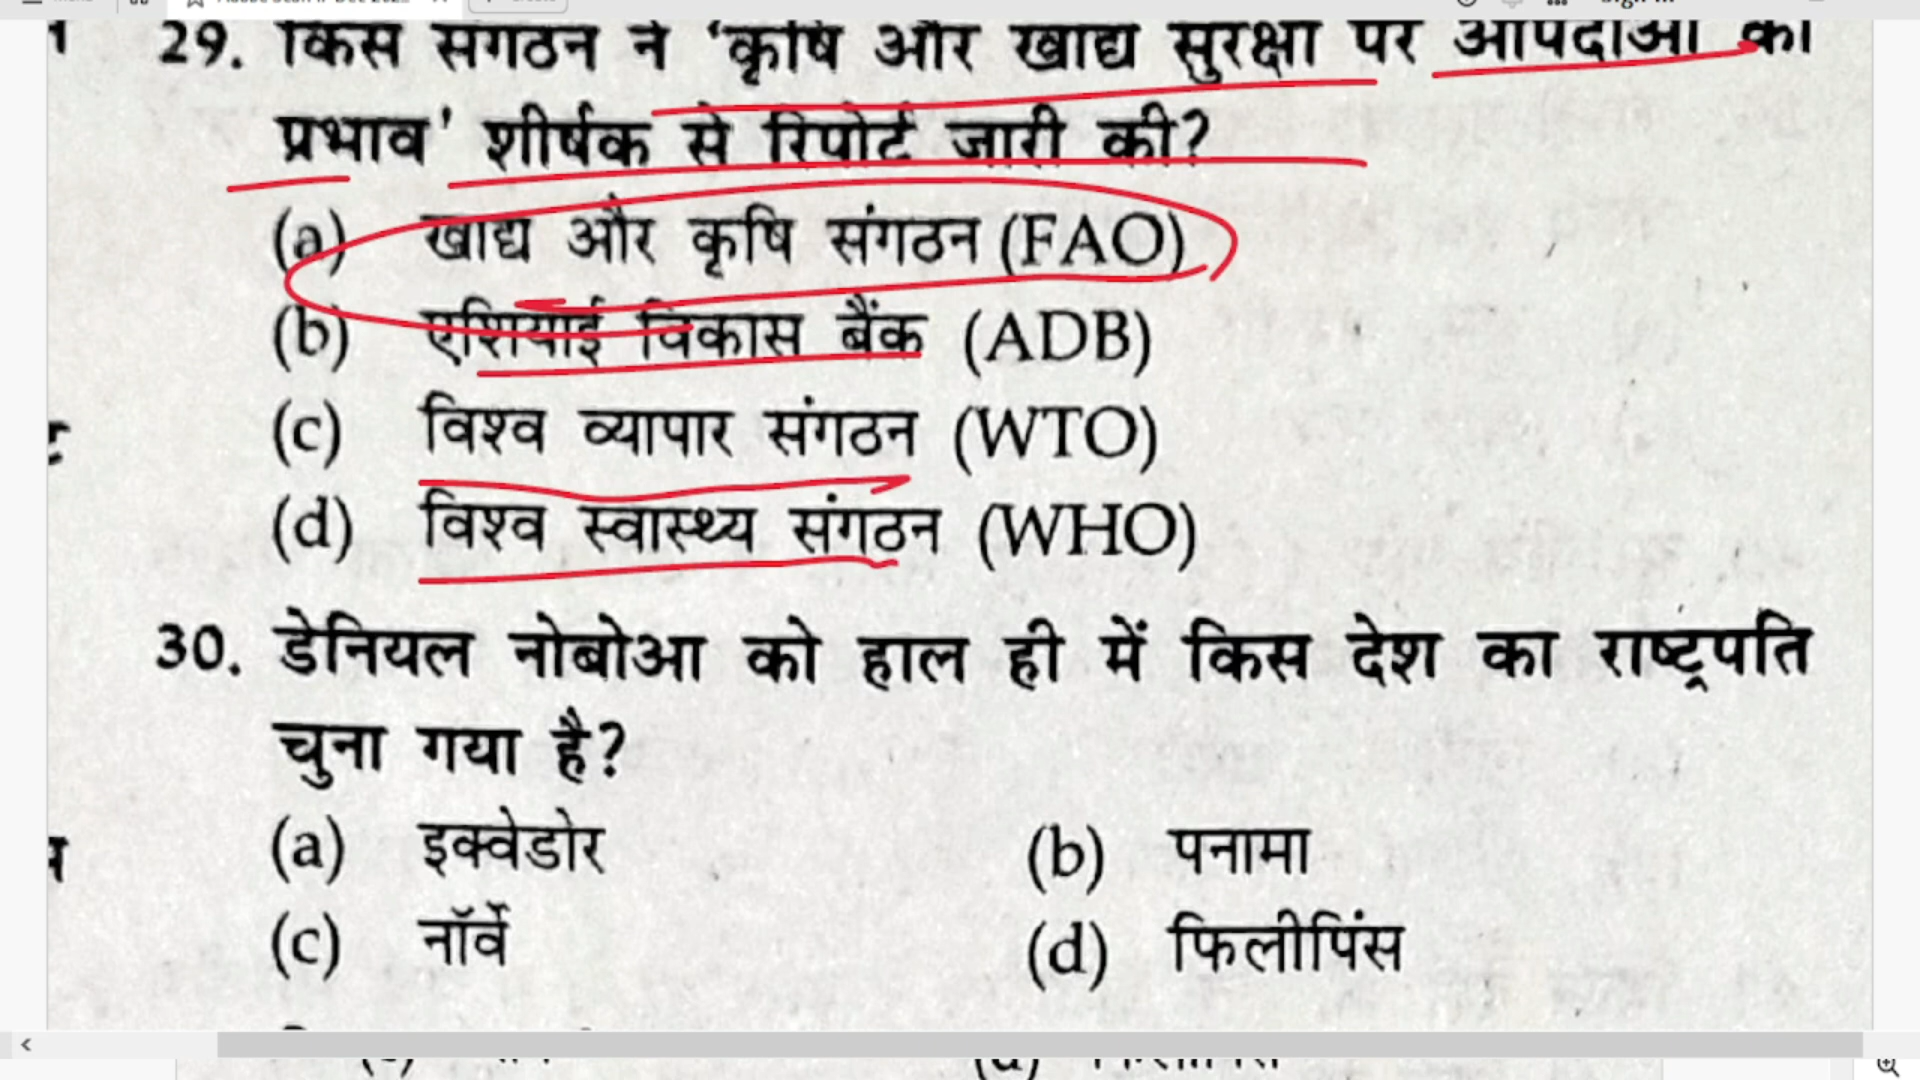 29. किस संगठन ने 'कृषि और खाद्य सुरक्षा पर आपदाओं का
प्रभाव' शीर्षक से रिपोर्ट जारी की?
(a) खाद्य और कृषि संगठन (FAO)
(b) एशियाई विकास बैंक (ADB)
(c) विश्व व्यापार संगठन (WTO)
(d) विश्व स्वास्थ्य संगठन (WHO)
30. डेनियल नोबोआ को हाल ही में किस देश का राष्ट्रपति
चुना गया है?
(a) इक्वेडोर (b) पनामा
(c) नॉर्वे (d) फिलीपिंस